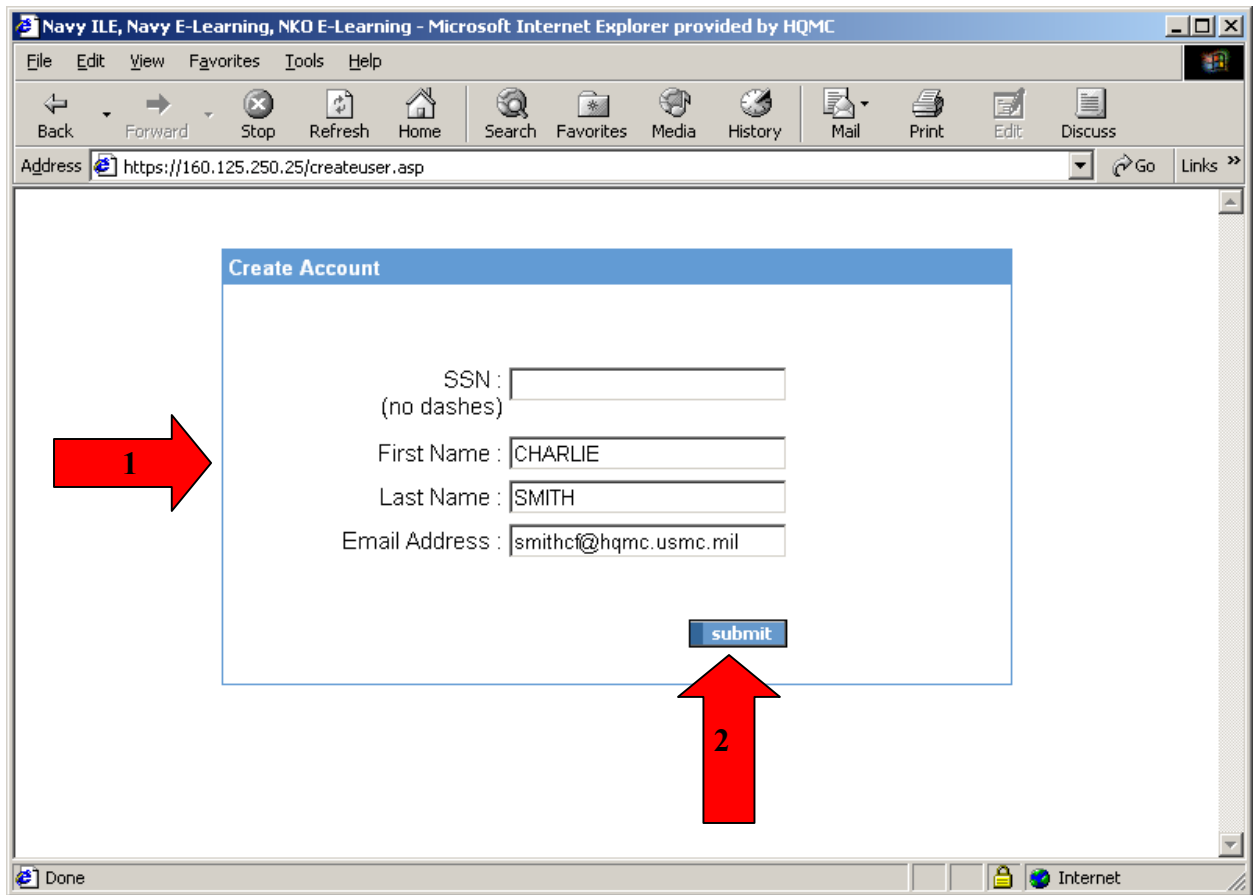 Navy ILE, Navy E-Learning, NKO E-Learning - Microsoft Internet Explorer provided by HQMC
File Edit View Favorites Tools Help
Back Forward Stop Refresh Home Search Favorites Media History Mail Print Edit Discuss
Address https://160.125.250.25/createuser.asp Go Links »
Create Account
SSN :
(no dashes)
1
First Name : CHARLIE
Last Name : SMITH
Email Address : smithcf@hqmc.usmc.mil
submit
2
Done Internet